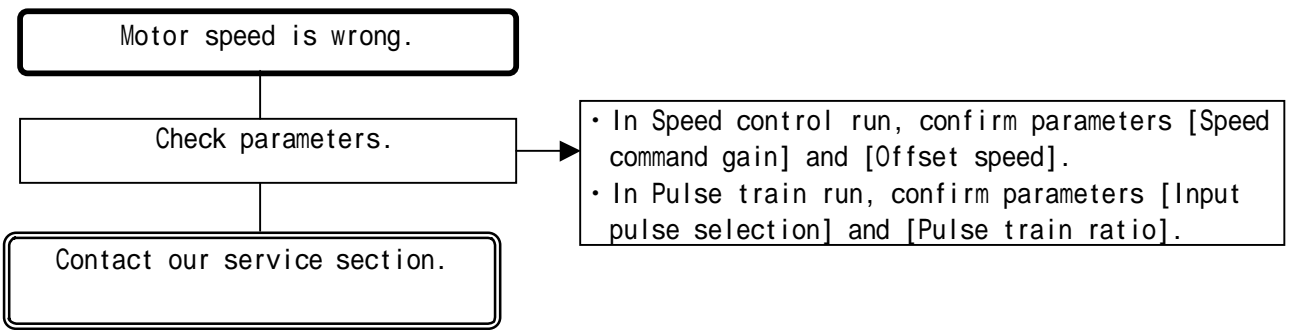 Motor speed is wrong.
Check parameters.
・In Speed control run, confirm parameters [Speed
command gain] and [Offset speed].
・In Pulse train run, confirm parameters [Input
pulse selection] and [Pulse train ratio].
Contact our service section.